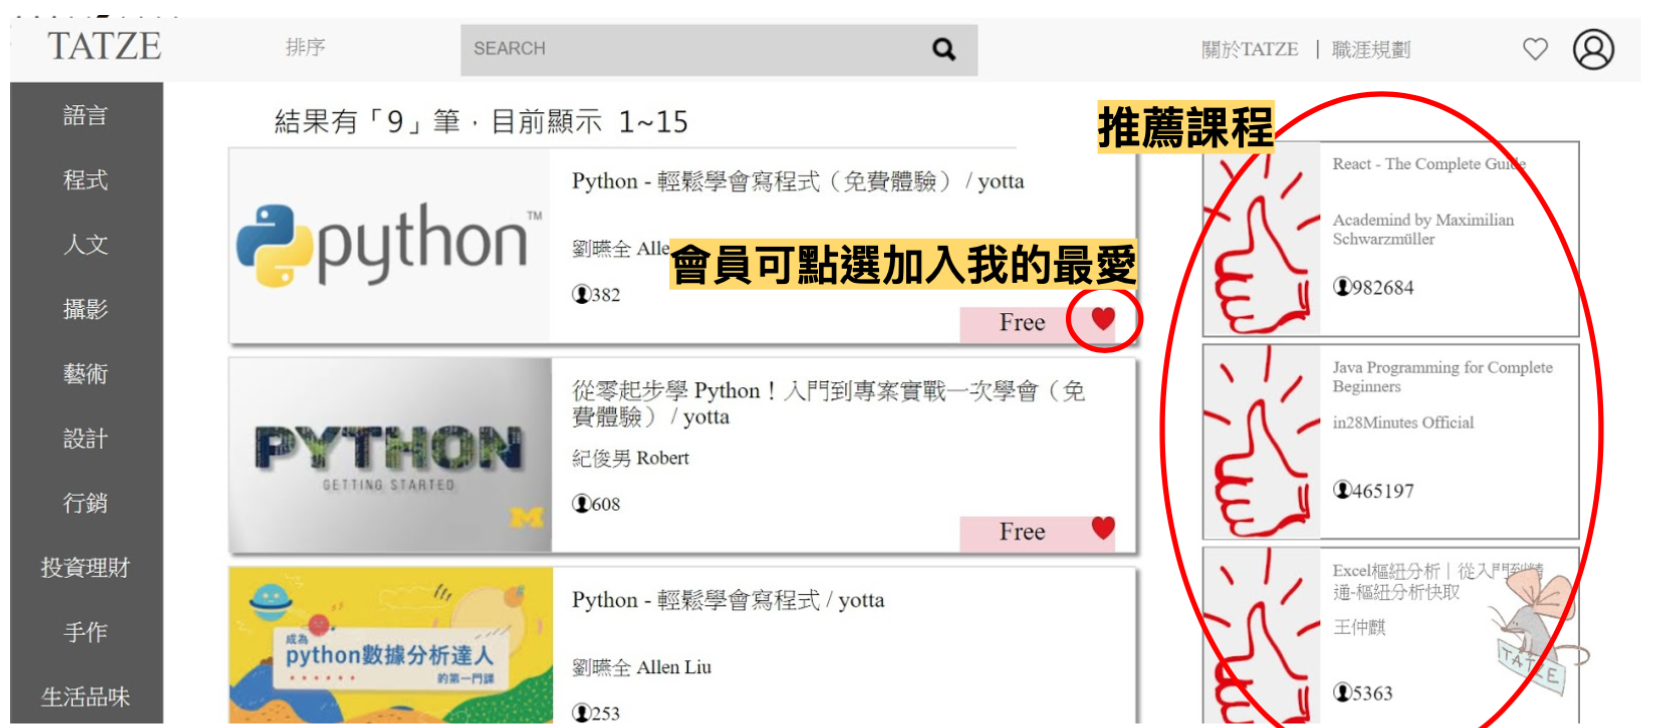 TATZE
排序
SEARCH
關於TATZE | 職涯規劃
語言
程式
人文
攝影
藝術
設計
行銷
投資理財
手作
生活品味
結果有「9」筆，目前顯示 1~15
python™
Python - 輕鬆學會寫程式（免費體驗） / yotta
劉嚥全 Alle
382
Free
會員可點選加入我的最愛
PYTHON
GETTING STARTED
M
從零起步學 Python！入門到專案實戰一次學會（免
費體驗） / yotta
紀俊男 Robert
608
Free
成為
python數據分析達人
的第一門課
Python - 輕鬆學會寫程式 / yotta
劉嚥全 Allen Liu
253
推薦課程
React - The Complete Guide
Academind by Maximilian
Schwarzmüller
982684
Java Programming for Complete
Beginners
in28Minutes Official
465197
Excel樞紐分析｜從入門到精
通-樞紐分析快取
王仲麒
5363
TATZE